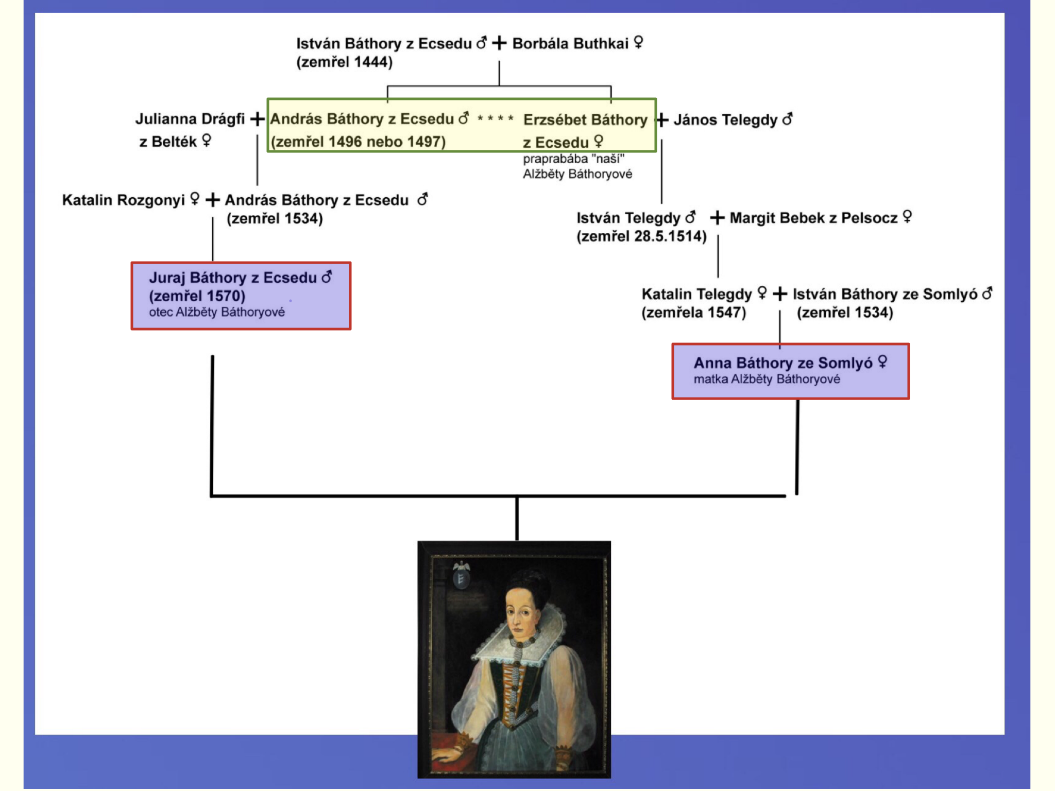 István Báthory z Ecsedu ♂ + Borbála Buthkai ♀
(zemřel 1444)
Julianna Drágfi + András Báthory z Ecsedu ♂ * * * * Erzsébet Báthory + János Telegdy ♂
z Belték ♀ (zemřel 1496 nebo 1497) z Ecsedu ♀
praprabába "naší"
Alžběty Báthoryové
Katalin Rozgonyi ♀ + András Báthory z Ecsedu ♂
(zemřel 1534)
István Telegdy ♂ + Margit Bebek z Pelsocz ♀
(zemřel 28.5.1514)
Juraj Báthory z Ecsedu ♂
(zemřel 1570)
otec Alžběty Báthoryové
Katalin Telegdy ♀ + István Báthory ze Somlyó ♂
(zemřela 1547) (zemřel 1534)
Anna Báthory ze Somlyó ♀
matka Alžběty Báthoryové